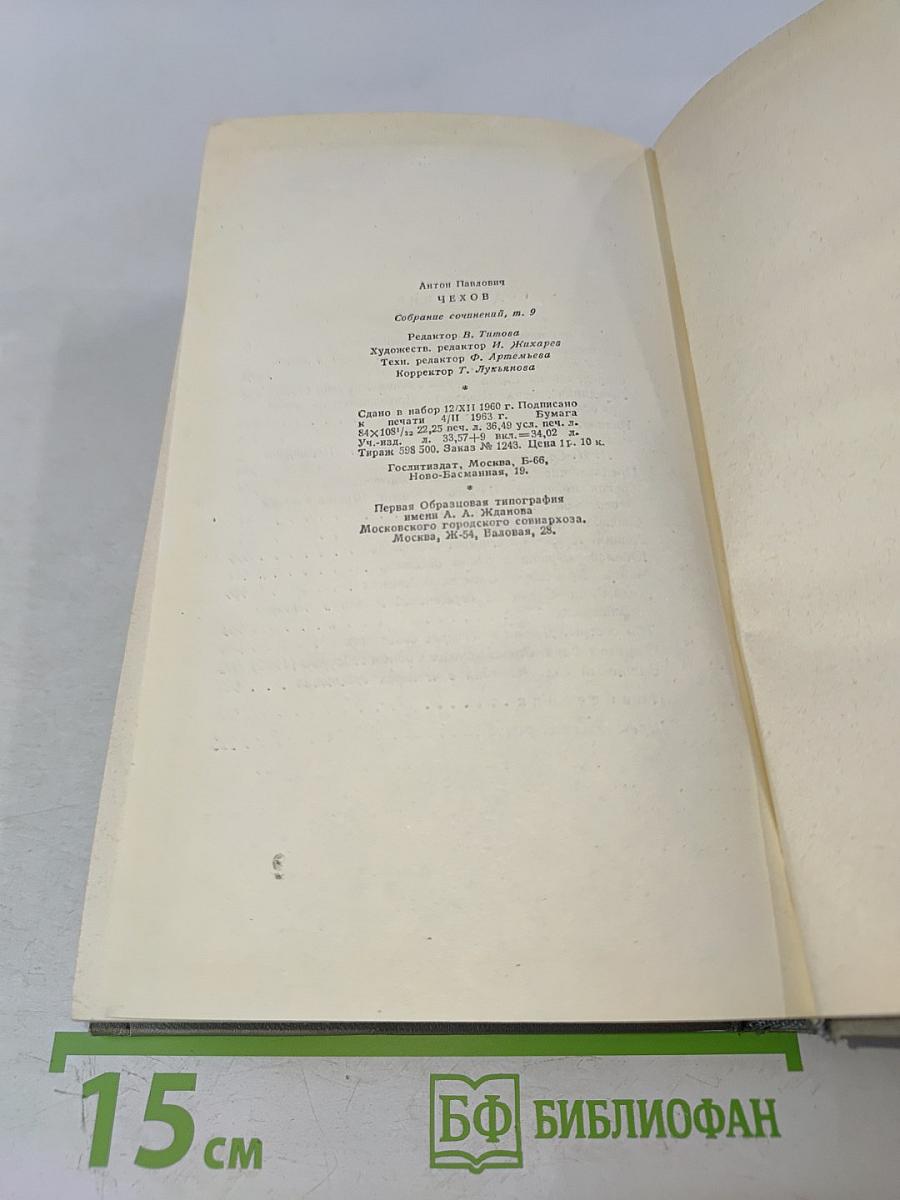 Антон Павлович
ЧЕХОВ
Собрание сочинений, т. 9
Редактор В. Титова
Художеств. редактор И. Жихарев
Техн. редактор Ф. Артемьева
Корректор Т. Лукьянова
*
Сдано в набор 12/XII 1960 г. Подписано
к печати 4/II 1963 г. Бумага
84×108¹/₃₂ 22,25 печ. л. 36,49 усл. печ. л.
Уч.-изд. л. 33,57+9 вкл.=34,02 л.
Тираж 598 500. Заказ № 1243. Цена 1 р. 10 к.
Гослитиздат, Москва, Б-66,
Ново-Басманная, 19.
*
Первая Образцовая типография
имени А. А. Жданова
Московского городского совнархоза.
Москва, Ж-54, Валовая, 28.
15 см
БФ БИБЛИОФАН